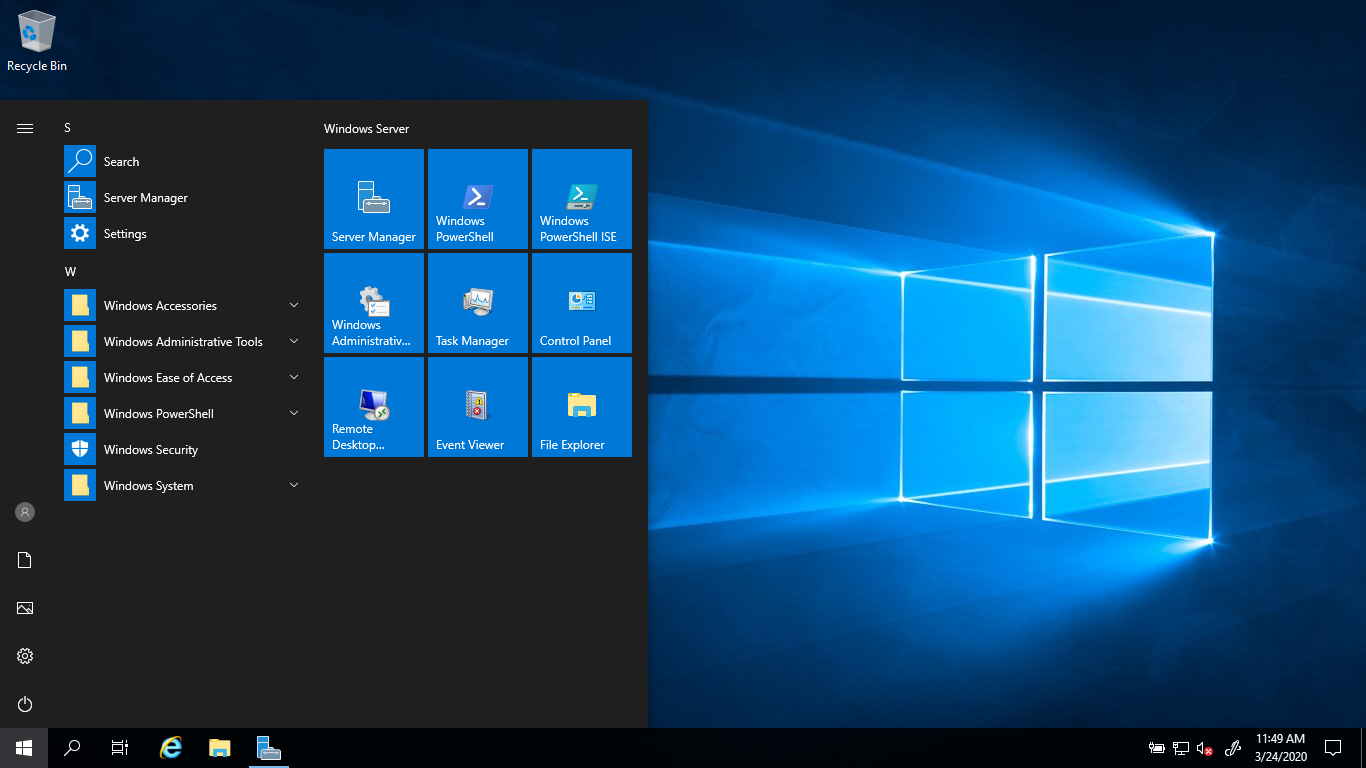 Recycle Bin
S
Search
Server Manager
Settings
W
Windows Accessories
Windows Administrative Tools
Windows Ease of Access
Windows PowerShell
Windows Security
Windows System
Windows Server
Server Manager
Windows
PowerShell
Windows
PowerShell ISE
Windows
Administrativ...
Task Manager
Control Panel
Remote
Desktop...
Event Viewer
File Explorer
11:49 AM
3/24/2020